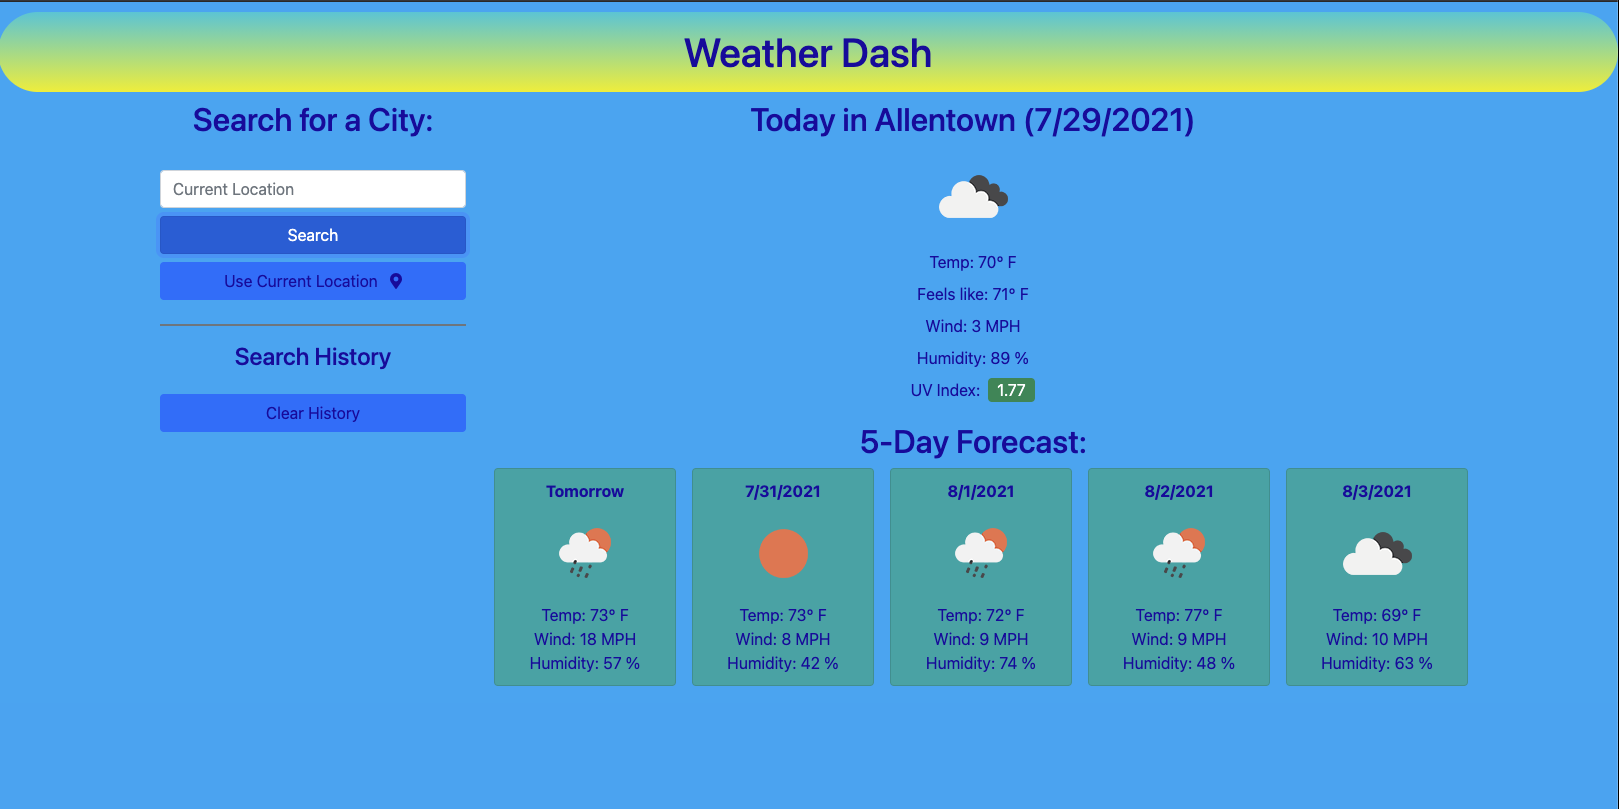 Weather Dash
Search for a City:
Current Location
Search
Use Current Location
Search History
Clear History
Today in Allentown (7/29/2021)
Temp: 70° F
Feels like: 71° F
Wind: 3 MPH
Humidity: 89 %
UV Index: 1.77
5-Day Forecast:
Tomorrow
Temp: 73° F
Wind: 18 MPH
Humidity: 57 %
7/31/2021
Temp: 73° F
Wind: 8 MPH
Humidity: 42 %
8/1/2021
Temp: 72° F
Wind: 9 MPH
Humidity: 74 %
8/2/2021
Temp: 77° F
Wind: 9 MPH
Humidity: 48 %
8/3/2021
Temp: 69° F
Wind: 10 MPH
Humidity: 63 %